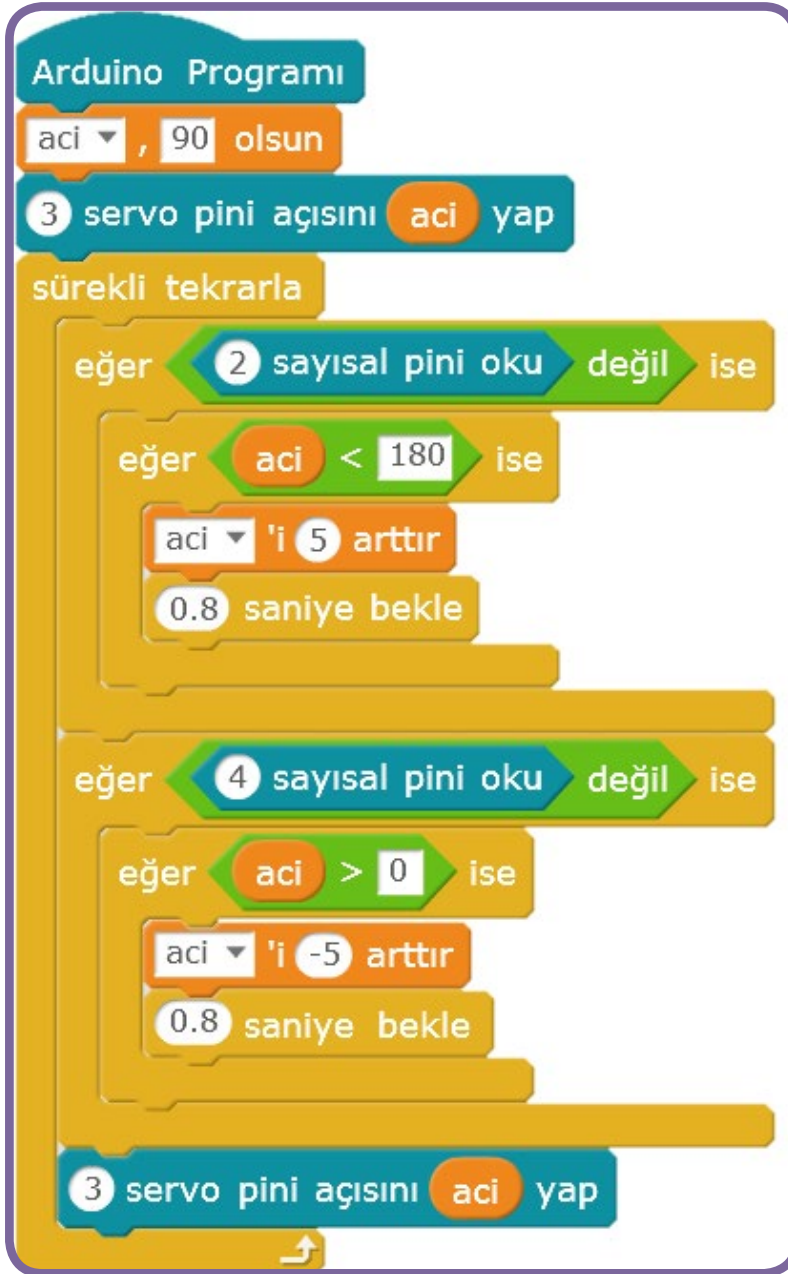 Arduino Programı
aci , 90 olsun
3 servo pini açısını aci yap
sürekli tekrarla
eğer 2 sayısal pini oku değil ise
eğer aci < 180 ise
aci 'i 5 arttır
0.8 saniye bekle
eğer 4 sayısal pini oku değil ise
eğer aci > 0 ise
aci 'i -5 arttır
0.8 saniye bekle
3 servo pini açısını aci yap